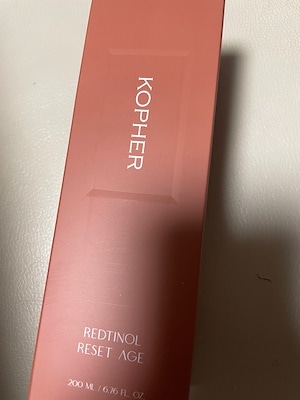 KOPHER
REDTINOL
RESET AGE
200 ML / 6.76 FL. OZ